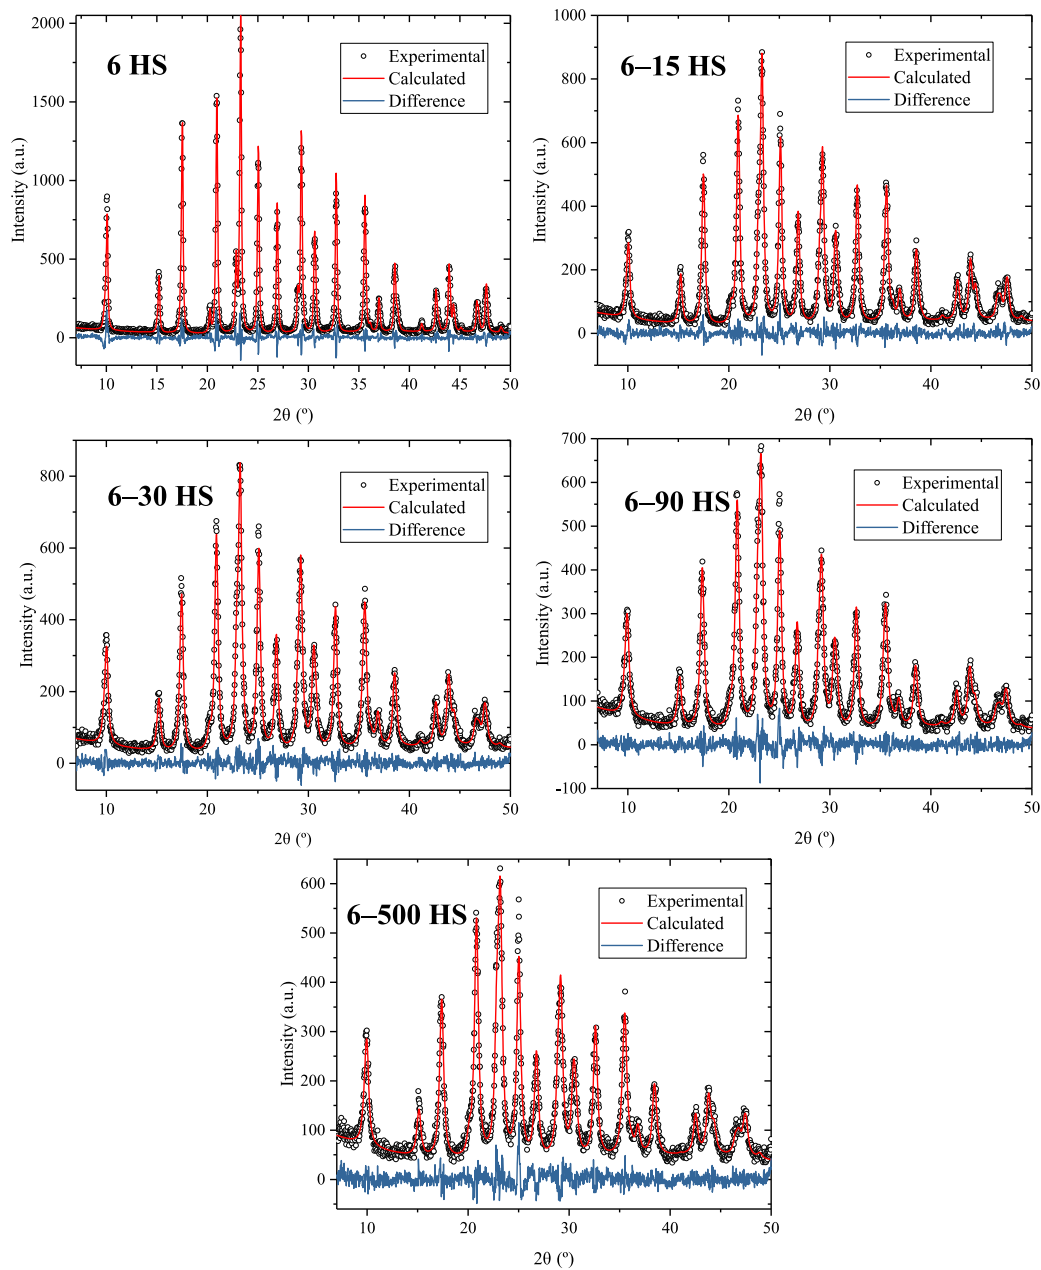 6 HS
Experimental
Calculated
Difference
Intensity (a.u.)
2000
1500
1000
500
0
10 15 20 25 30 35 40 45 50
2θ (º)
6–15 HS
Experimental
Calculated
Difference
Intensity (a.u.)
1000
800
600
400
200
0
10 20 30 40 50
2θ (º)
6–30 HS
Experimental
Calculated
Difference
Intensity (a.u.)
800
600
400
200
0
10 20 30 40 50
2θ (º)
6–90 HS
Experimental
Calculated
Difference
Intensity (a.u.)
700
600
500
400
300
200
100
0
-100
10 20 30 40 50
2θ (º)
6–500 HS
Experimental
Calculated
Difference
Intensity (a.u.)
600
500
400
300
200
100
0
10 20 30 40 50
2θ (º)